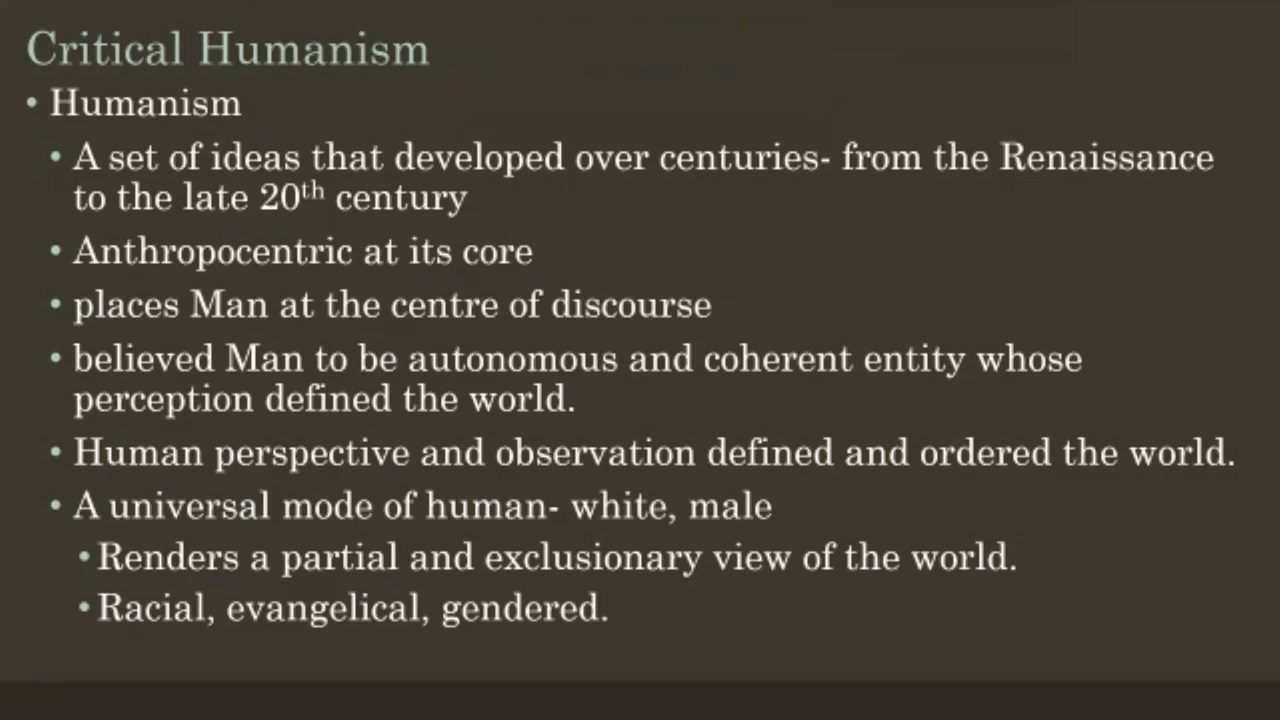 Critical Humanism
• Humanism
• A set of ideas that developed over centuries- from the Renaissance
to the late 20th century
• Anthropocentric at its core
• places Man at the centre of discourse
• believed Man to be autonomous and coherent entity whose
perception defined the world.
• Human perspective and observation defined and ordered the world.
• A universal mode of human- white, male
• Renders a partial and exclusionary view of the world.
• Racial, evangelical, gendered.